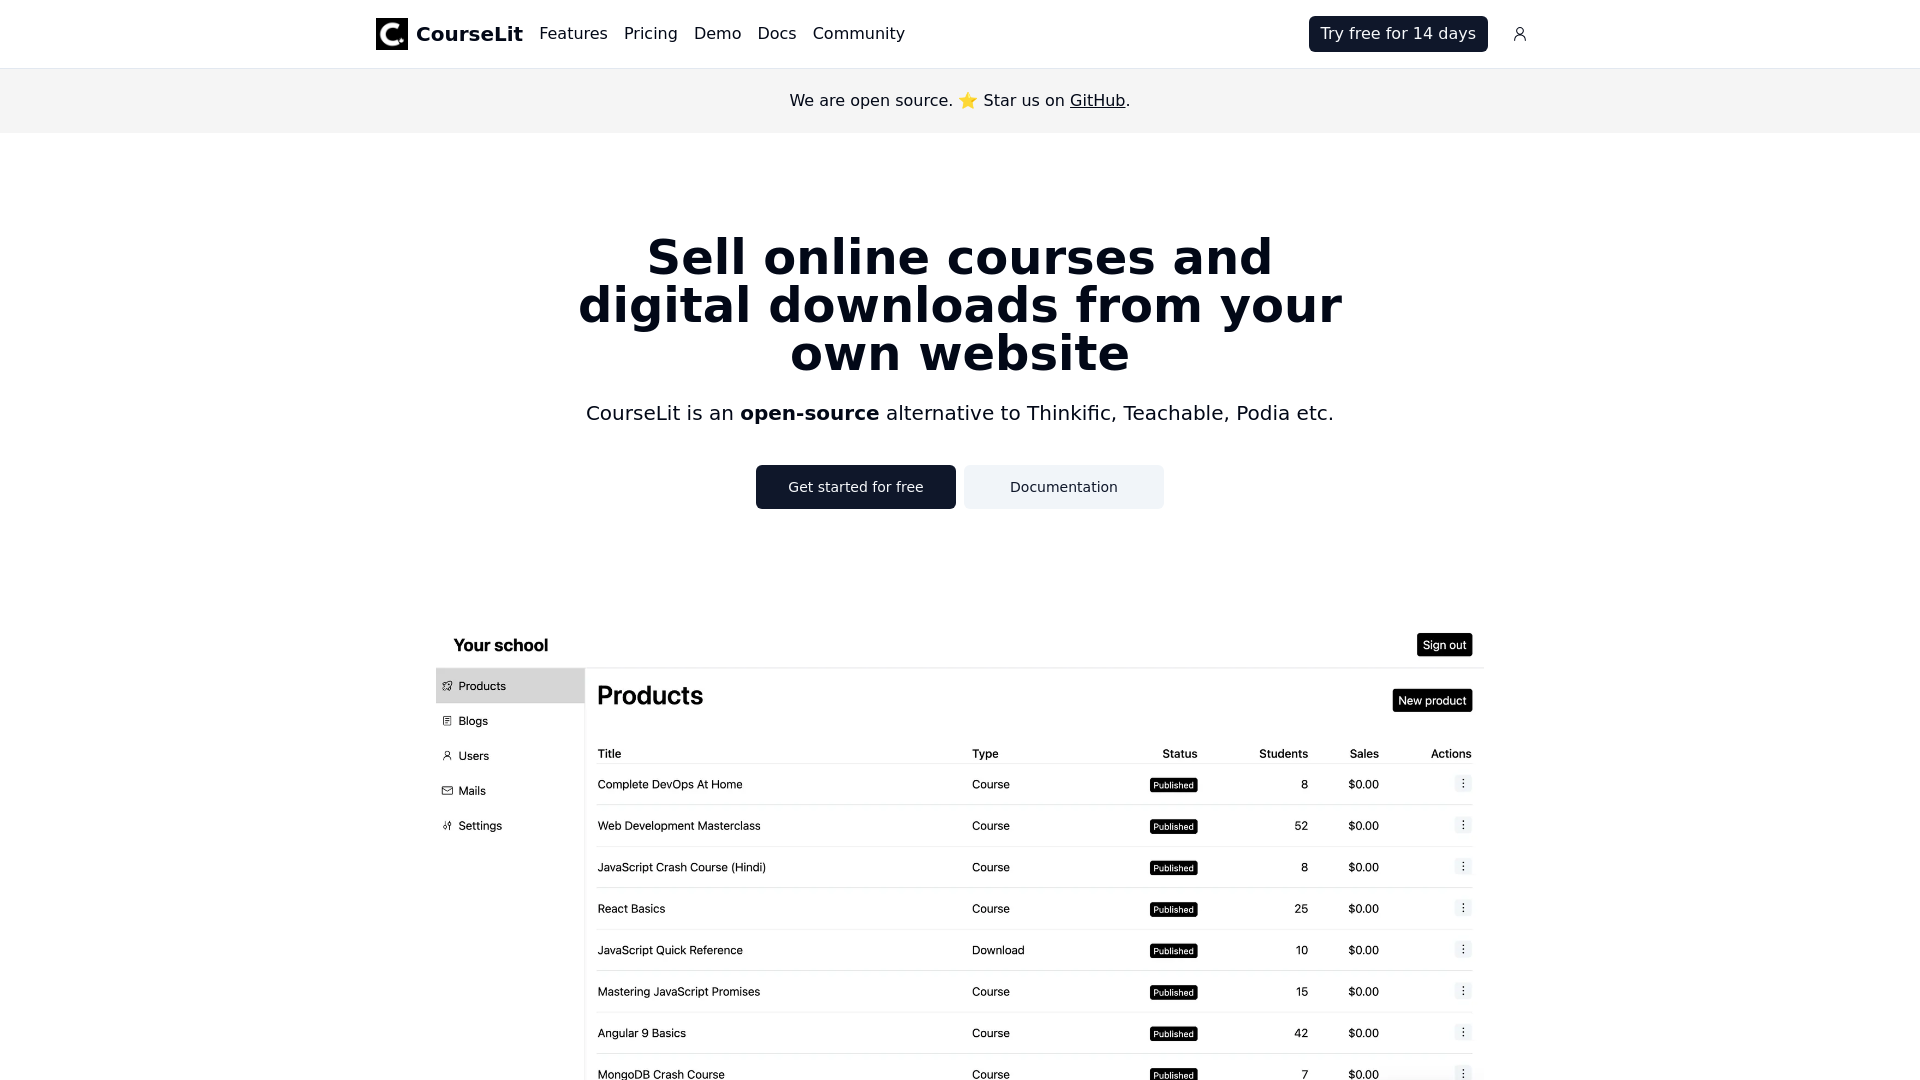 CourseLit Features Pricing Demo Docs Community Try free for 14 days
We are open source. ⭐ Star us on GitHub.
Sell online courses and
digital downloads from your
own website
CourseLit is an open-source alternative to Thinkific, Teachable, Podia etc.
Get started for free Documentation
Your school Sign out
Products
Blogs
Users
Mails
Settings
Products New product
Title Type Status Students Sales Actions
Complete DevOps At Home Course Published 8 $0.00
Web Development Masterclass Course Published 52 $0.00
JavaScript Crash Course (Hindi) Course Published 8 $0.00
React Basics Course Published 25 $0.00
JavaScript Quick Reference Download Published 10 $0.00
Mastering JavaScript Promises Course Published 15 $0.00
Angular 9 Basics Course Published 42 $0.00
MongoDB Crash Course Course Published 7 $0.00